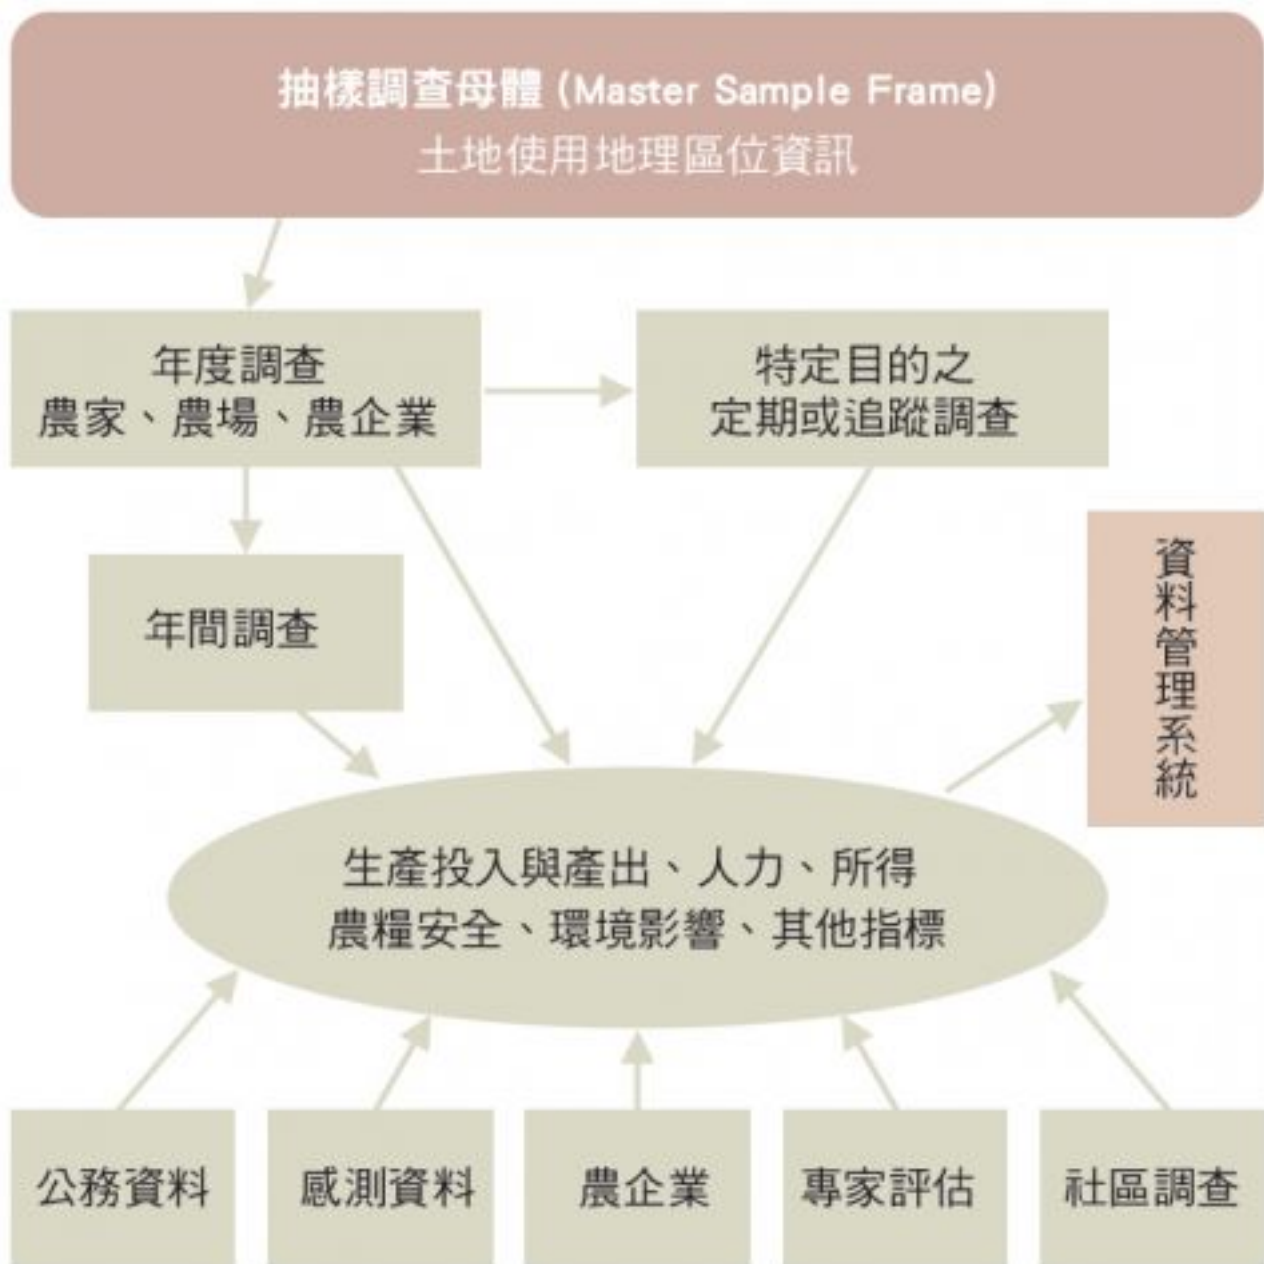 抽樣調查母體 (Master Sample Frame)
土地使用地理區位資訊
年度調查
農家、農場、農企業
特定目的之
定期或追蹤調查
年間調查
資料管理系統
生產投入與產出、人力、所得
農糧安全、環境影響、其他指標
公務資料
感測資料
農企業
專家評估
社區調查